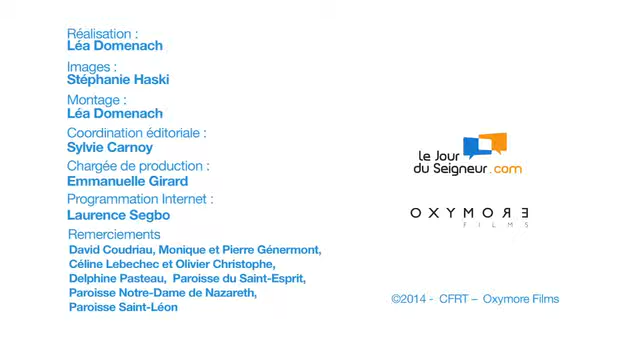 Réalisation :
Léa Domenach
Images :
Stéphanie Haski
Montage :
Léa Domenach
Coordination éditoriale :
Sylvie Carnoy
Chargée de production :
Emmanuelle Girard
Programmation Internet :
Laurence Segbo
Remerciements
David Coudriau, Monique et Pierre Génermont,
Céline Lebechec et Olivier Christophe,
Delphine Pasteau, Paroisse du Saint-Esprit,
Paroisse Notre-Dame de Nazareth,
Paroisse Saint-Léon
le Jour
du Seigneur.com
OXYMORE
FILMS
©2014 - CFRT – Oxymore Films